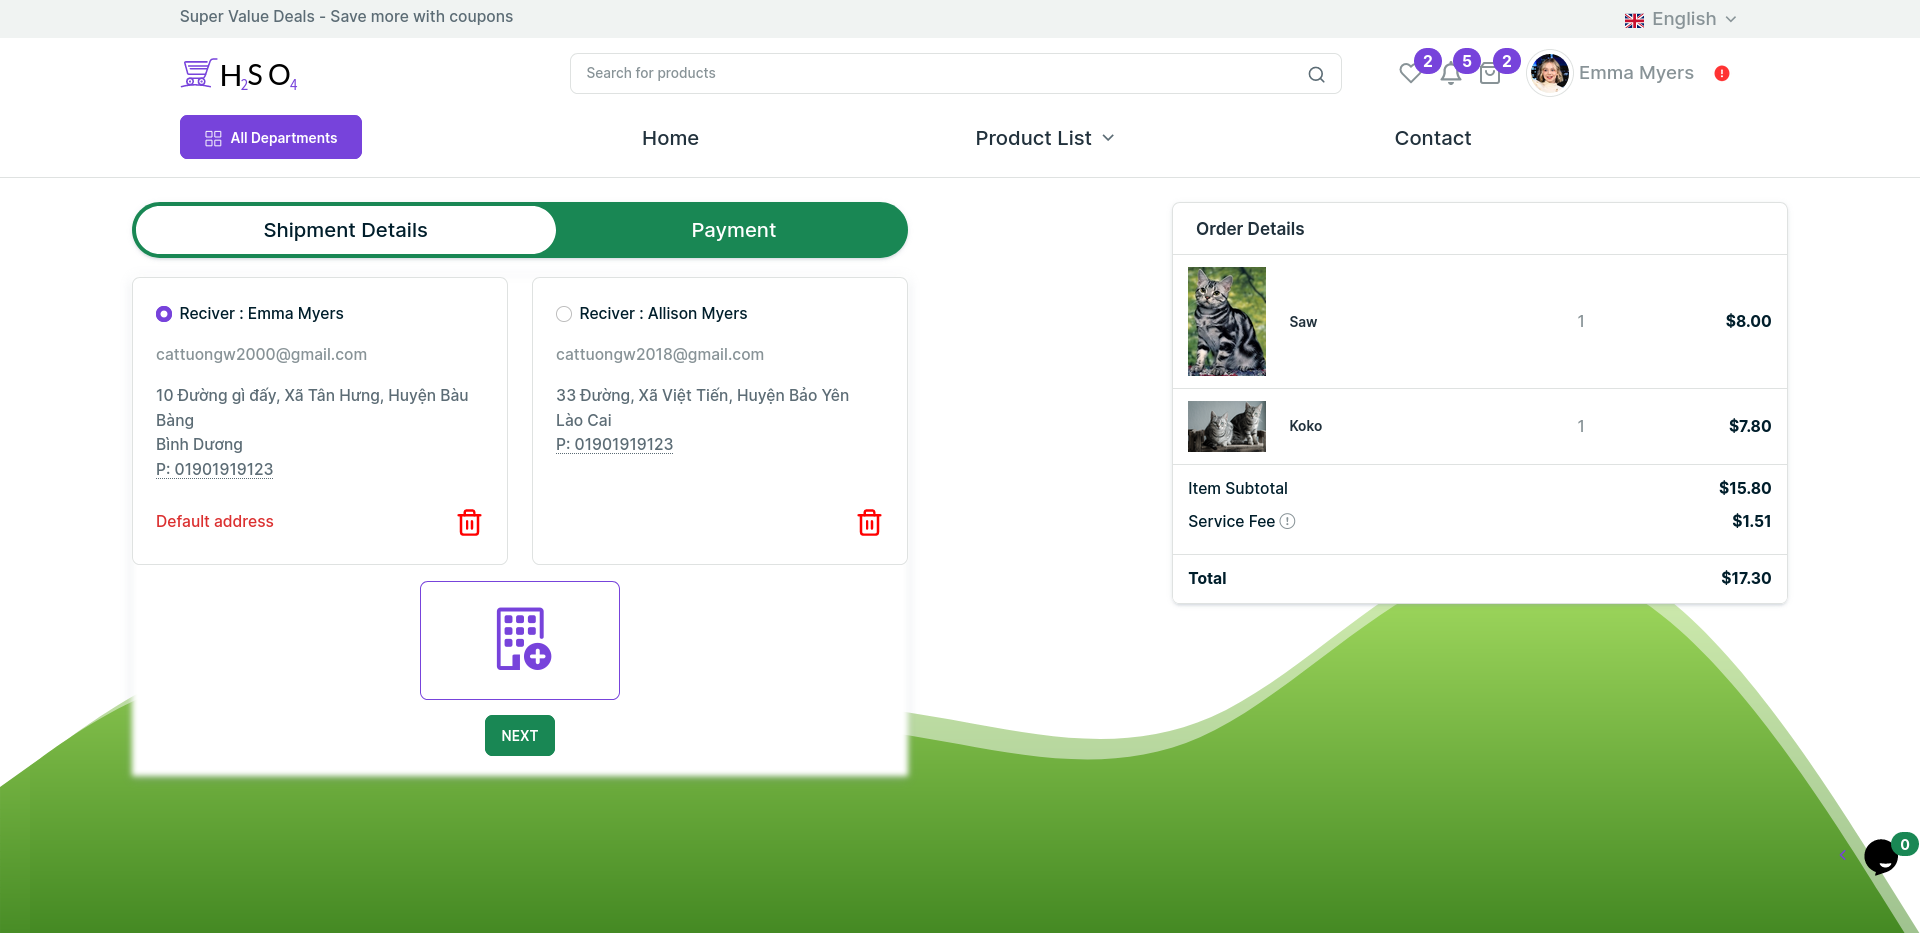 Super Value Deals - Save more with coupons
English
H2SO4
Search for products
2
5
2
Emma Myers
All Departments
Home
Product List
Contact
Shipment Details
Payment
Reciver : Emma Myers
cattuongw2000@gmail.com
10 Đường gì đấy, Xã Tân Hưng, Huyện Bàu
Bàng
Bình Dương
P: 01901919123
Default address
Reciver : Allison Myers
cattuongw2018@gmail.com
33 Đường, Xã Việt Tiến, Huyện Bảo Yên
Lào Cai
P: 01901919123
NEXT
Order Details
Saw 1 $8.00
Koko 1 $7.80
Item Subtotal $15.80
Service Fee $1.51
Total $17.30
0